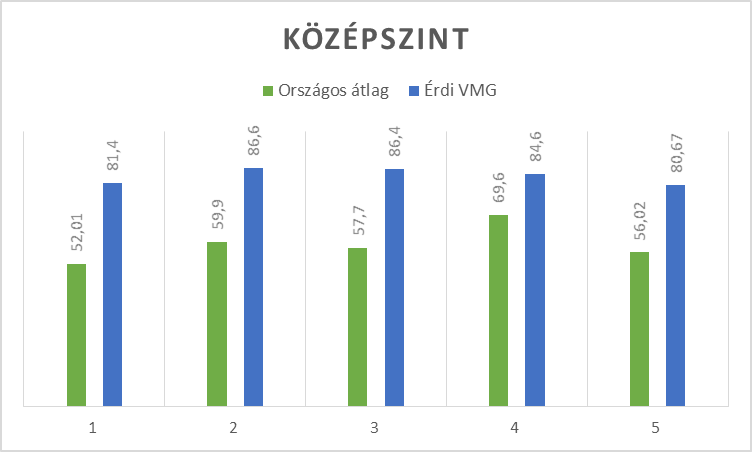 KÖZÉPSZINT
Országos átlag Érdi VMG
52,01 81,4 59,9 86,6 57,7 86,4 69,6 84,6 56,02 80,67
1 2 3 4 5